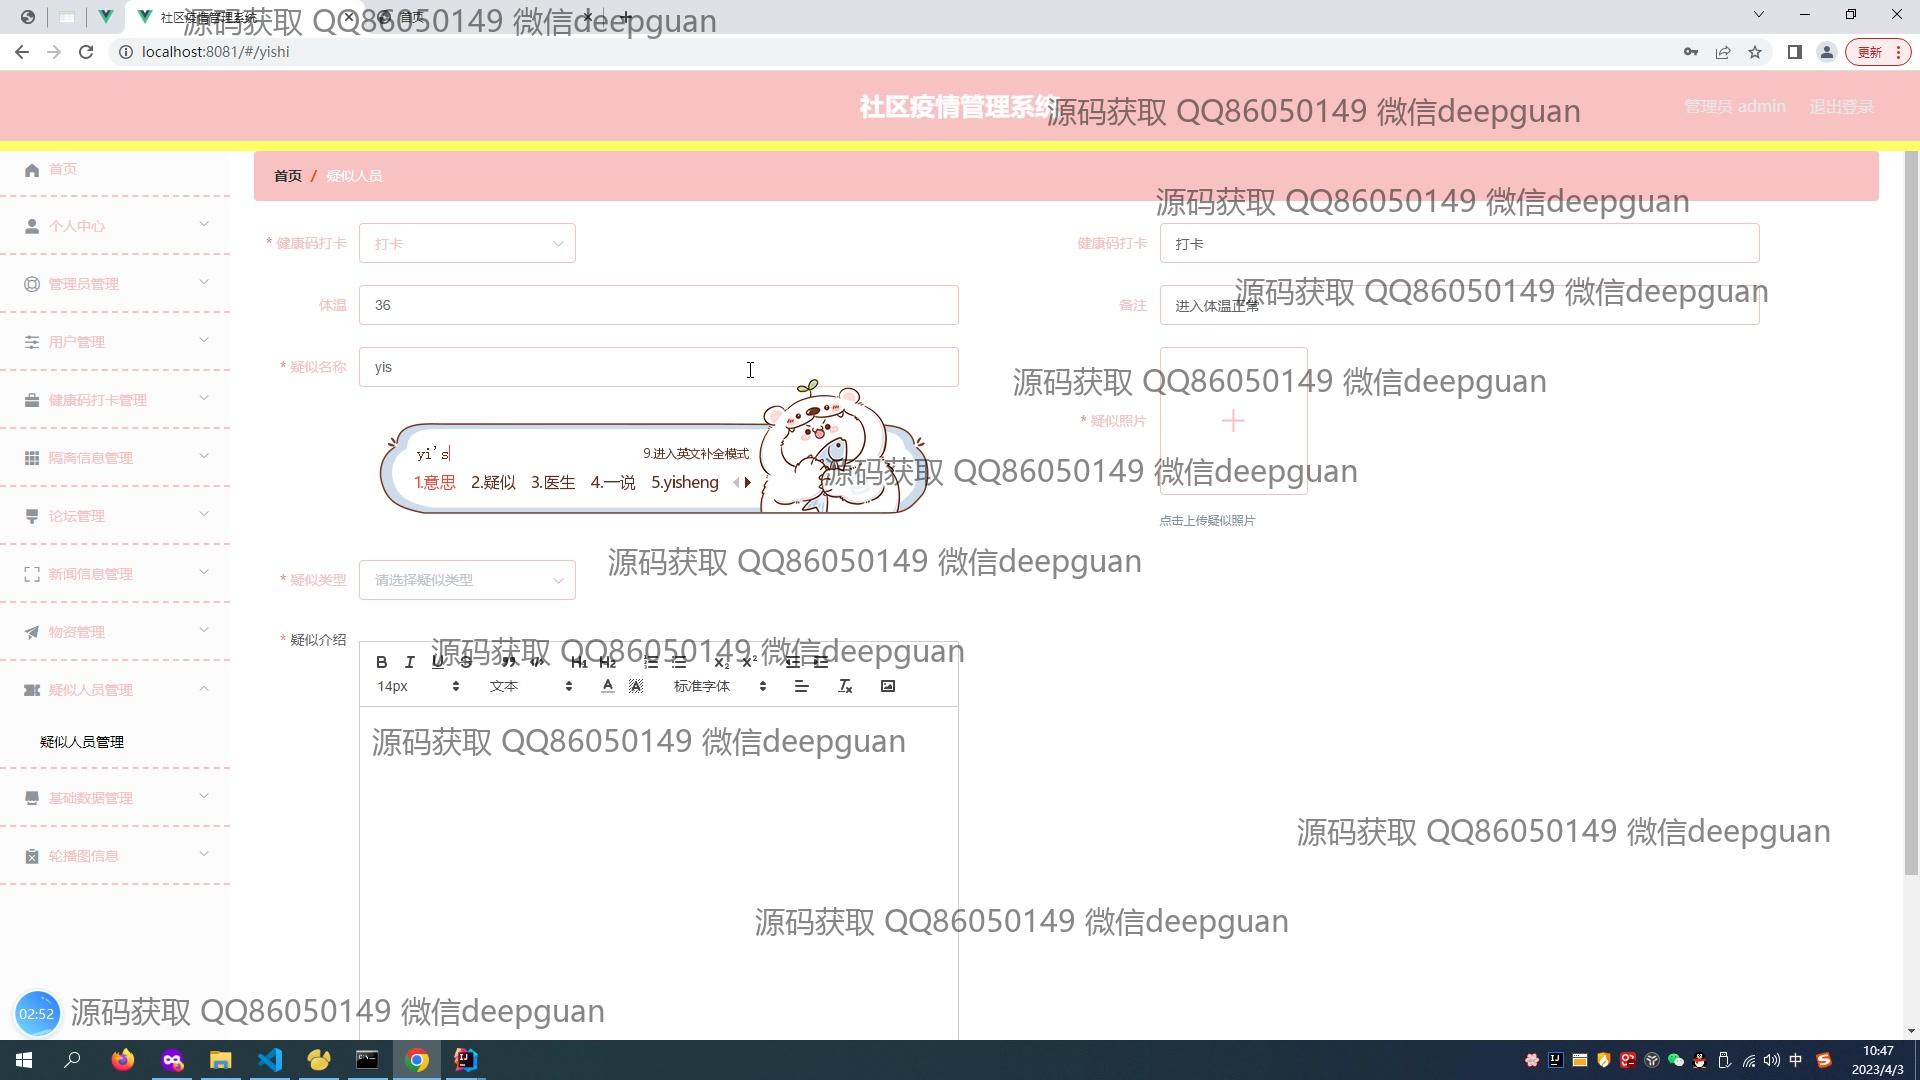 社区疫情管理系统
首页
源码获取 QQ86050149 微信deepguan
localhost:8081/#/yishi
更新
社区疫情管理系统
源码获取 QQ86050149 微信deepguan
管理员 admin
退出登录
首页
首页 / 疑似人员
源码获取 QQ86050149 微信deepguan
个人中心
* 健康码打卡
打卡
健康码打卡
打卡
管理员管理
体温
36
备注
进入体温正常
源码获取 QQ86050149 微信deepguan
用户管理
* 疑似名称
yis
源码获取 QQ86050149 微信deepguan
健康码打卡管理
* 疑似照片
yi's
9.进入英文补全模式
隔离信息管理
1.意思 2.疑似 3.医生 4.一说 5.yisheng
源码获取 QQ86050149 微信deepguan
论坛管理
点击上传疑似照片
源码获取 QQ86050149 微信deepguan
新闻信息管理
* 疑似类型
请选择疑似类型
物资管理
* 疑似介绍
源码获取 QQ86050149 微信deepguan
B I U S H1 H2 X2 X2
14px 文本 A A 标准字体 Tx
疑似人员管理
疑似人员管理
源码获取 QQ86050149 微信deepguan
基础数据管理
源码获取 QQ86050149 微信deepguan
轮播图信息
源码获取 QQ86050149 微信deepguan
02:52
源码获取 QQ86050149 微信deepguan
中
10:47
2023/4/3